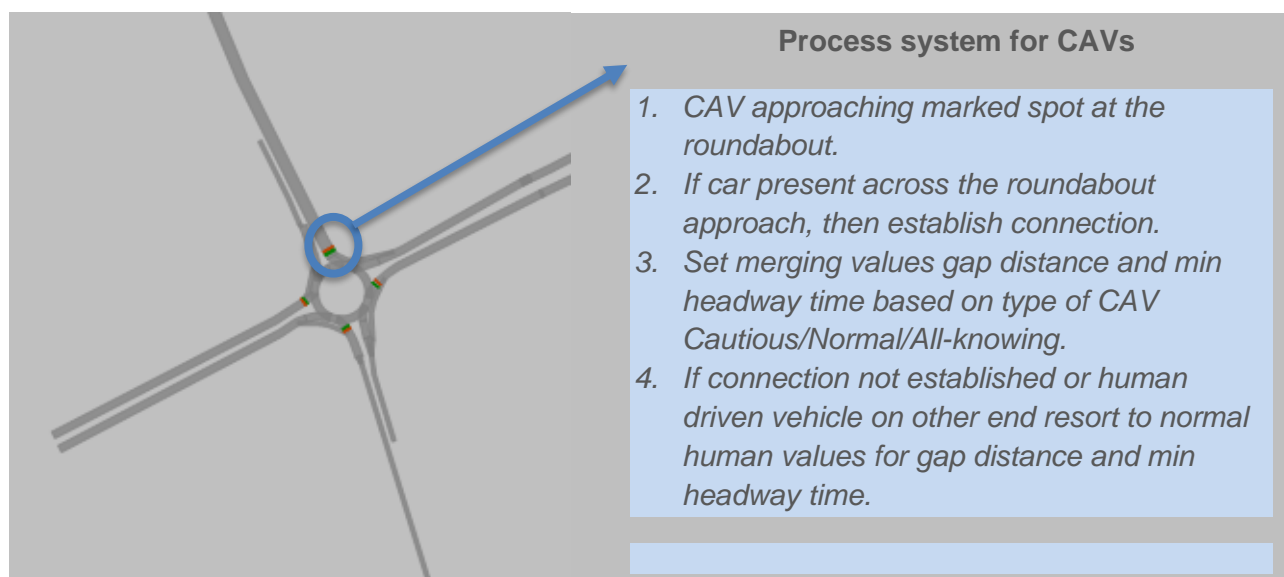 Process system for CAVs
1. CAV approaching marked spot at the
roundabout.
2. If car present across the roundabout
approach, then establish connection.
3. Set merging values gap distance and min
headway time based on type of CAV
Cautious/Normal/All-knowing.
4. If connection not established or human
driven vehicle on other end resort to normal
human values for gap distance and min
headway time.